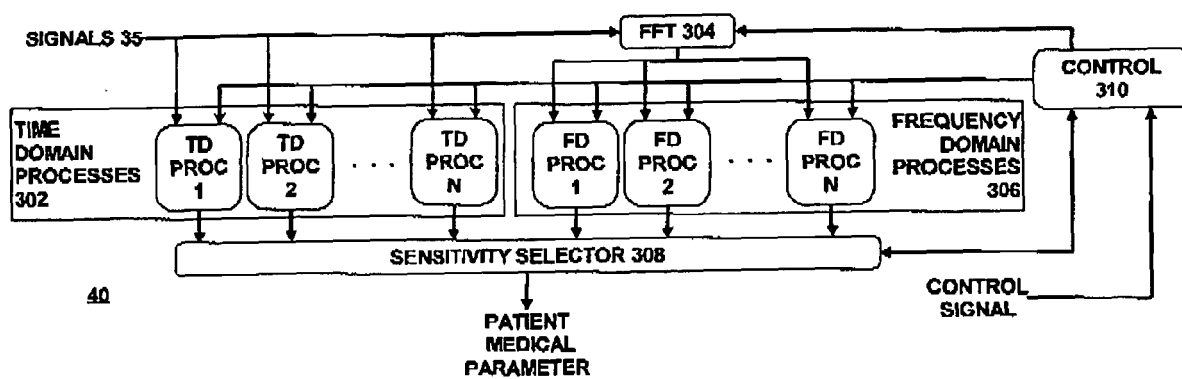 SIGNALS 35
FFT 304
CONTROL
310
TIME
DOMAIN
PROCESSES
302
TD
PROC
1
TD
PROC
2
. . .
TD
PROC
N
FD
PROC
1
FD
PROC
2
. . .
FD
PROC
N
FREQUENCY
DOMAIN
PROCESSES
306
SENSITIVITY SELECTOR 308
40
CONTROL
SIGNAL
PATIENT
MEDICAL
PARAMETER